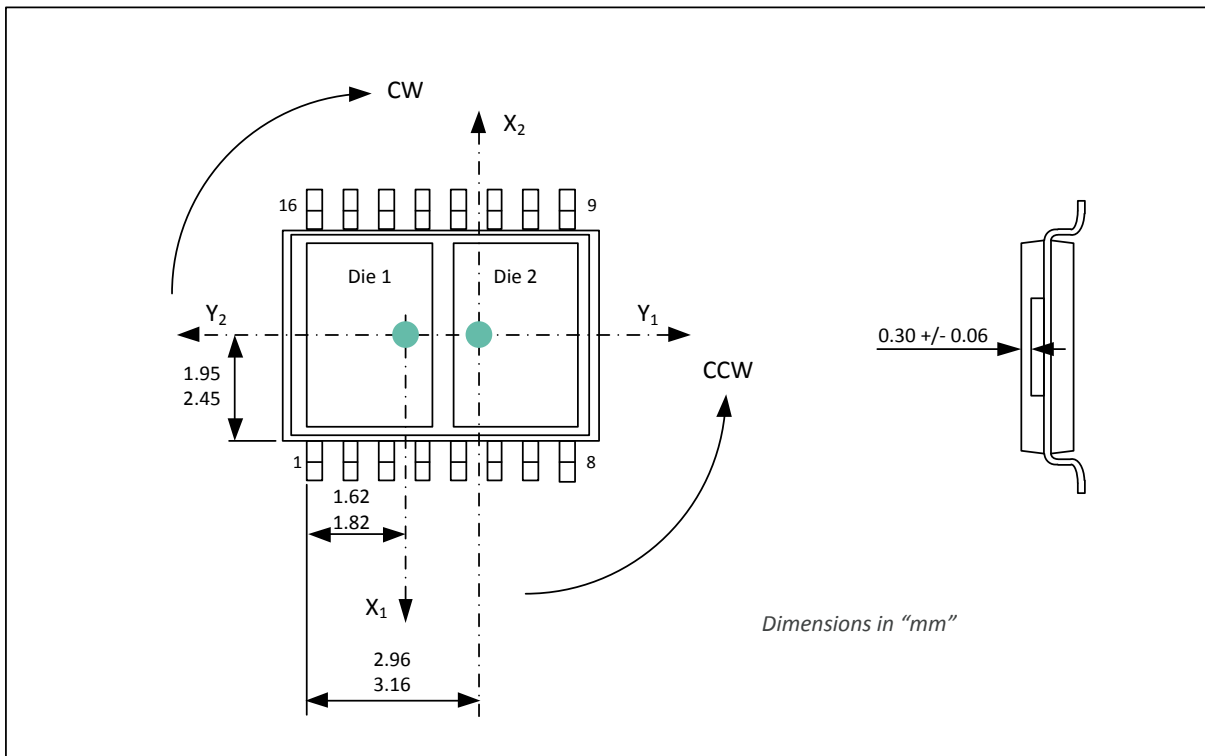 CW
X₂
16
9
Die 1
Die 2
Y₂
Y₁
0.30 +/- 0.06
1.95
2.45
CCW
1
8
1.62
1.82
X₁
Dimensions in “mm”
2.96
3.16